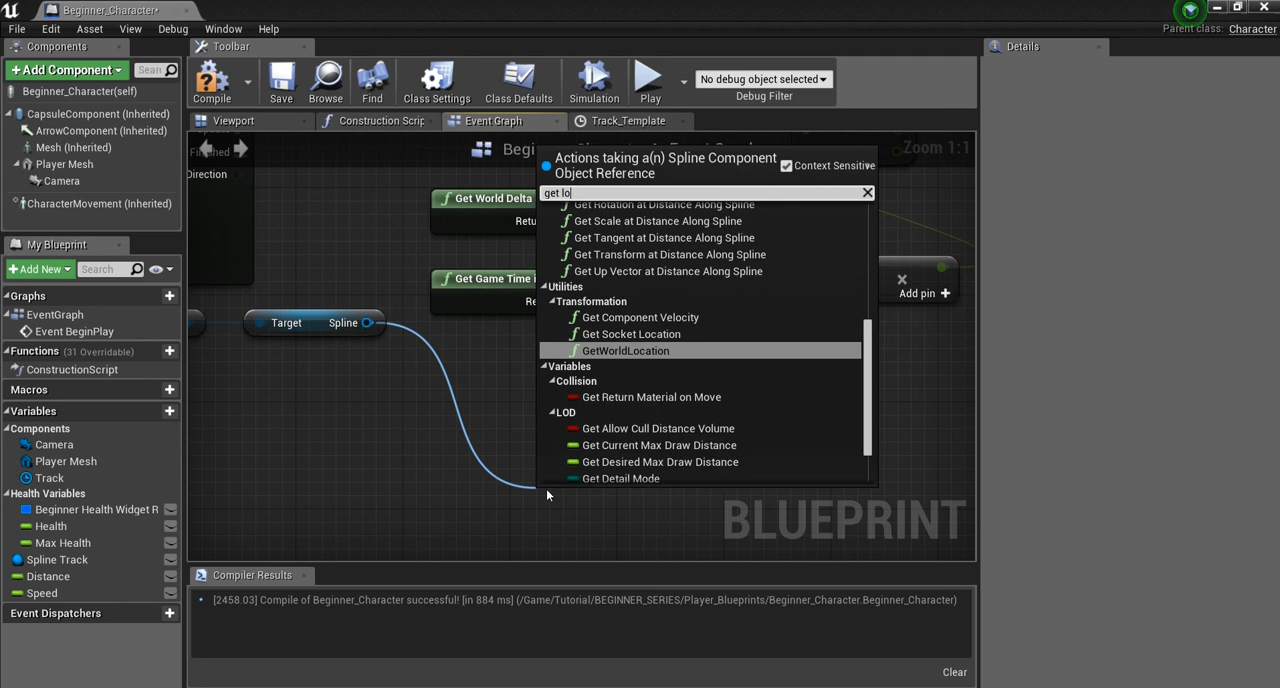 Beginner_Character*
File Edit Asset View Window Debug Help
Parent class: Character
Components
+Add Component
Sear
Beginner_Character(self)
CapsuleComponent (Inherited)
ArrowComponent (Inherited)
Mesh (Inherited)
Player Mesh
Camera
CharacterMovement (Inherited)
My Blueprint
+Add New
Search
Graphs
EventGraph
Event BeginPlay
Functions (31 Overridable)
ConstructionScript
Macros
Variables
Components
Camera
Player Mesh
Track
Health Variables
Beginner Health Widget R
Health
Max Health
Spline Track
Distance
Speed
Event Dispatchers
Toolbar
Compile
Save
Browse
Find
Class Settings
Class Defaults
Simulation
Play
No debug object selected
Debug Filter
Viewport
Construction Scrip
Event Graph
Track_Template
Finished
Direction
Zoom 1:1
Get World Delta
Retu
Get Game Time i
Re
Target Spline
Add pin +
BLUEPRINT
Actions taking a(n) Spline Component
Object Reference
Context Sensitive
get lo
Get Rotation at Distance Along Spline
Get Scale at Distance Along Spline
Get Tangent at Distance Along Spline
Get Transform at Distance Along Spline
Get Up Vector at Distance Along Spline
Utilities
Transformation
Get Component Velocity
Get Socket Location
GetWorldLocation
Variables
Collision
Get Return Material on Move
LOD
Get Allow Cull Distance Volume
Get Current Max Draw Distance
Get Desired Max Draw Distance
Get Detail Mode
Compiler Results
[2458.03] Compile of Beginner_Character successful! [in 884 ms] (/Game/Tutorial/BEGINNER_SERIES/Player_Blueprints/Beginner_Character.Beginner_Character)
Clear
Details